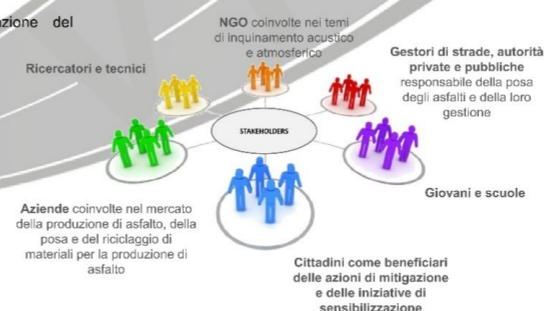 del
NGO coinvolte nei temi
di inquinamento acustico
e atmosferico
Ricercatori e tecnici
Gestori di strade, autorità
private e pubbliche
responsabile della posa
degli asfalti e della loro
gestione
STAKEHOLDERS
Giovani e scuole
Aziende coinvolte nel mercato
della produzione di asfalto, della
posa e del riciclaggio di
materiali per la produzione di
asfalto
Cittadini come beneficiari
delle azioni di mitigazione
e delle iniziative di
sensibilizzazione